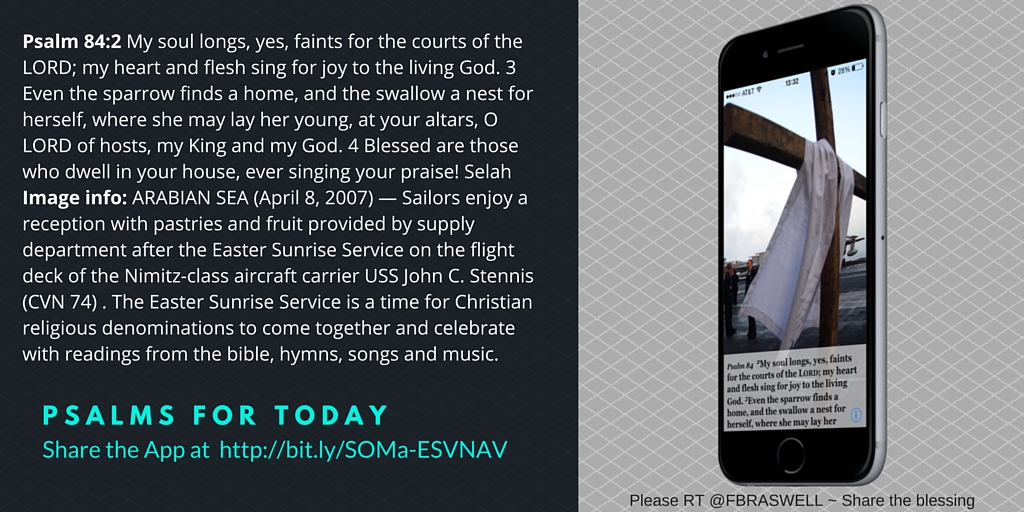 Psalm 84:2 My soul longs, yes, faints for the courts of the
LORD; my heart and flesh sing for joy to the living God. 3
Even the sparrow finds a home, and the swallow a nest for
herself, where she may lay her young, at your altars, O
LORD of hosts, my King and my God. 4 Blessed are those
who dwell in your house, ever singing your praise! Selah
Image info: ARABIAN SEA (April 8, 2007) — Sailors enjoy a
reception with pastries and fruit provided by supply
department after the Easter Sunrise Service on the flight
deck of the Nimitz-class aircraft carrier USS John C. Stennis
(CVN 74) . The Easter Sunrise Service is a time for Christian
religious denominations to come together and celebrate
with readings from the bible, hymns, songs and music.
PSALMS FOR TODAY
Share the App at http://bit.ly/SOMa-ESVNAV
AT&T 13:32 28%
Psalm 84 ²My soul longs, yes, faints
for the courts of the LORD; my heart
and flesh sing for joy to the living
God. ³Even the sparrow finds a
home, and the swallow a nest for
herself, where she may lay her
Please RT @FBRASWELL ~ Share the blessing